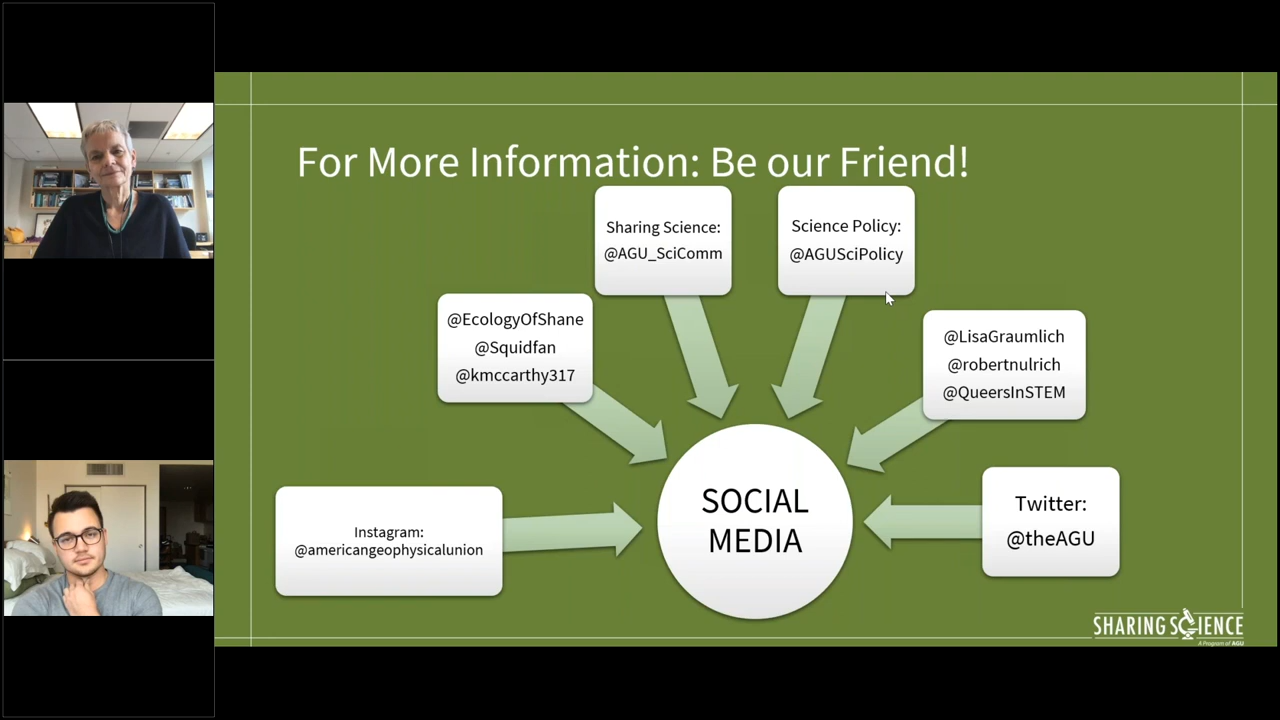 For More Information: Be our Friend!
Sharing Science:
@AGU_SciComm
Science Policy:
@AGUSciPolicy
@EcologyOfShane
@Squidfan
@kmccarthy317
@LisaGraumlich
@robertnulrich
@QueersInSTEM
Instagram:
@americangeophysicalunion
SOCIAL
MEDIA
Twitter:
@theAGU
SHARING SCIENCE
A Program of AGU